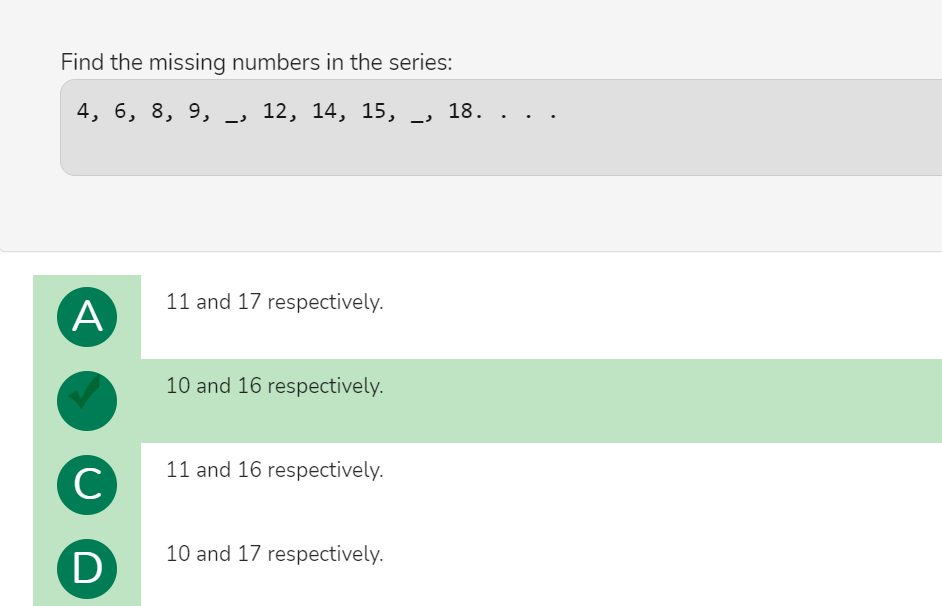 Find the missing numbers in the series:
4, 6, 8, 9, _, 12, 14, 15, _, 18. . . .
A
11 and 17 respectively.
10 and 16 respectively.
C
11 and 16 respectively.
D
10 and 17 respectively.